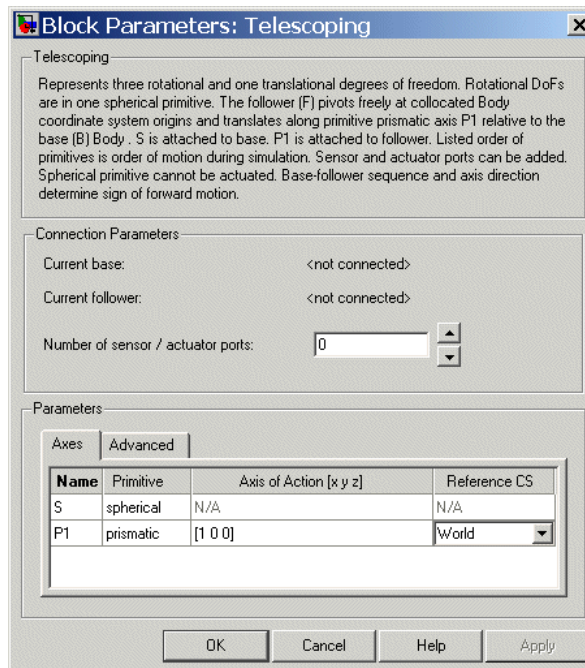 Block Parameters: Telescoping
Telescoping
Represents three rotational and one translational degrees of freedom. Rotational DoFs
are in one spherical primitive. The follower (F) pivots freely at collocated Body
coordinate system origins and translates along primitive prismatic axis P1 relative to the
base (B) Body . S is attached to base. P1 is attached to follower. Listed order of
primitives is order of motion during simulation. Sensor and actuator ports can be added.
Spherical primitive cannot be actuated. Base-follower sequence and axis direction
determine sign of forward motion.
Connection Parameters
Current base: <not connected>
Current follower: <not connected>
Number of sensor / actuator ports: 0
Parameters
Axes Advanced
Name Primitive Axis of Action [x y z] Reference CS
S spherical N/A N/A
P1 prismatic [1 0 0] World
OK Cancel Help Apply